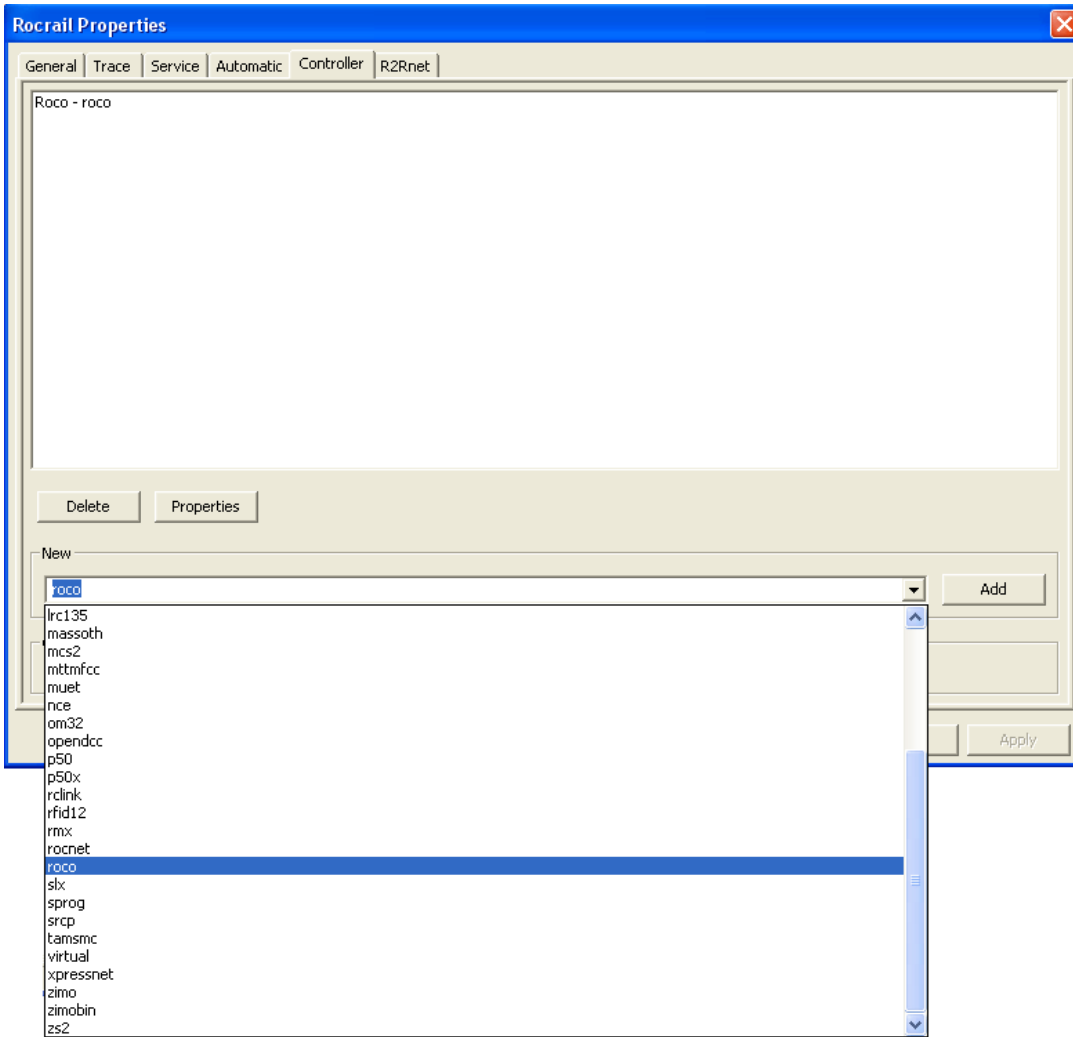 Rocrail Properties
General Trace Service Automatic Controller R2Rnet
Roco - roco
Delete Properties
New
roco Add
lrc135
massoth
mcs2
mttmfcc
muet
nce
om32
opendcc
p50
p50x
rclink
rfid12
rmx
rocnet
roco
slx
sprog
srcp
tamsmc
virtual
xpressnet
zimo
zimobin
zs2
Apply